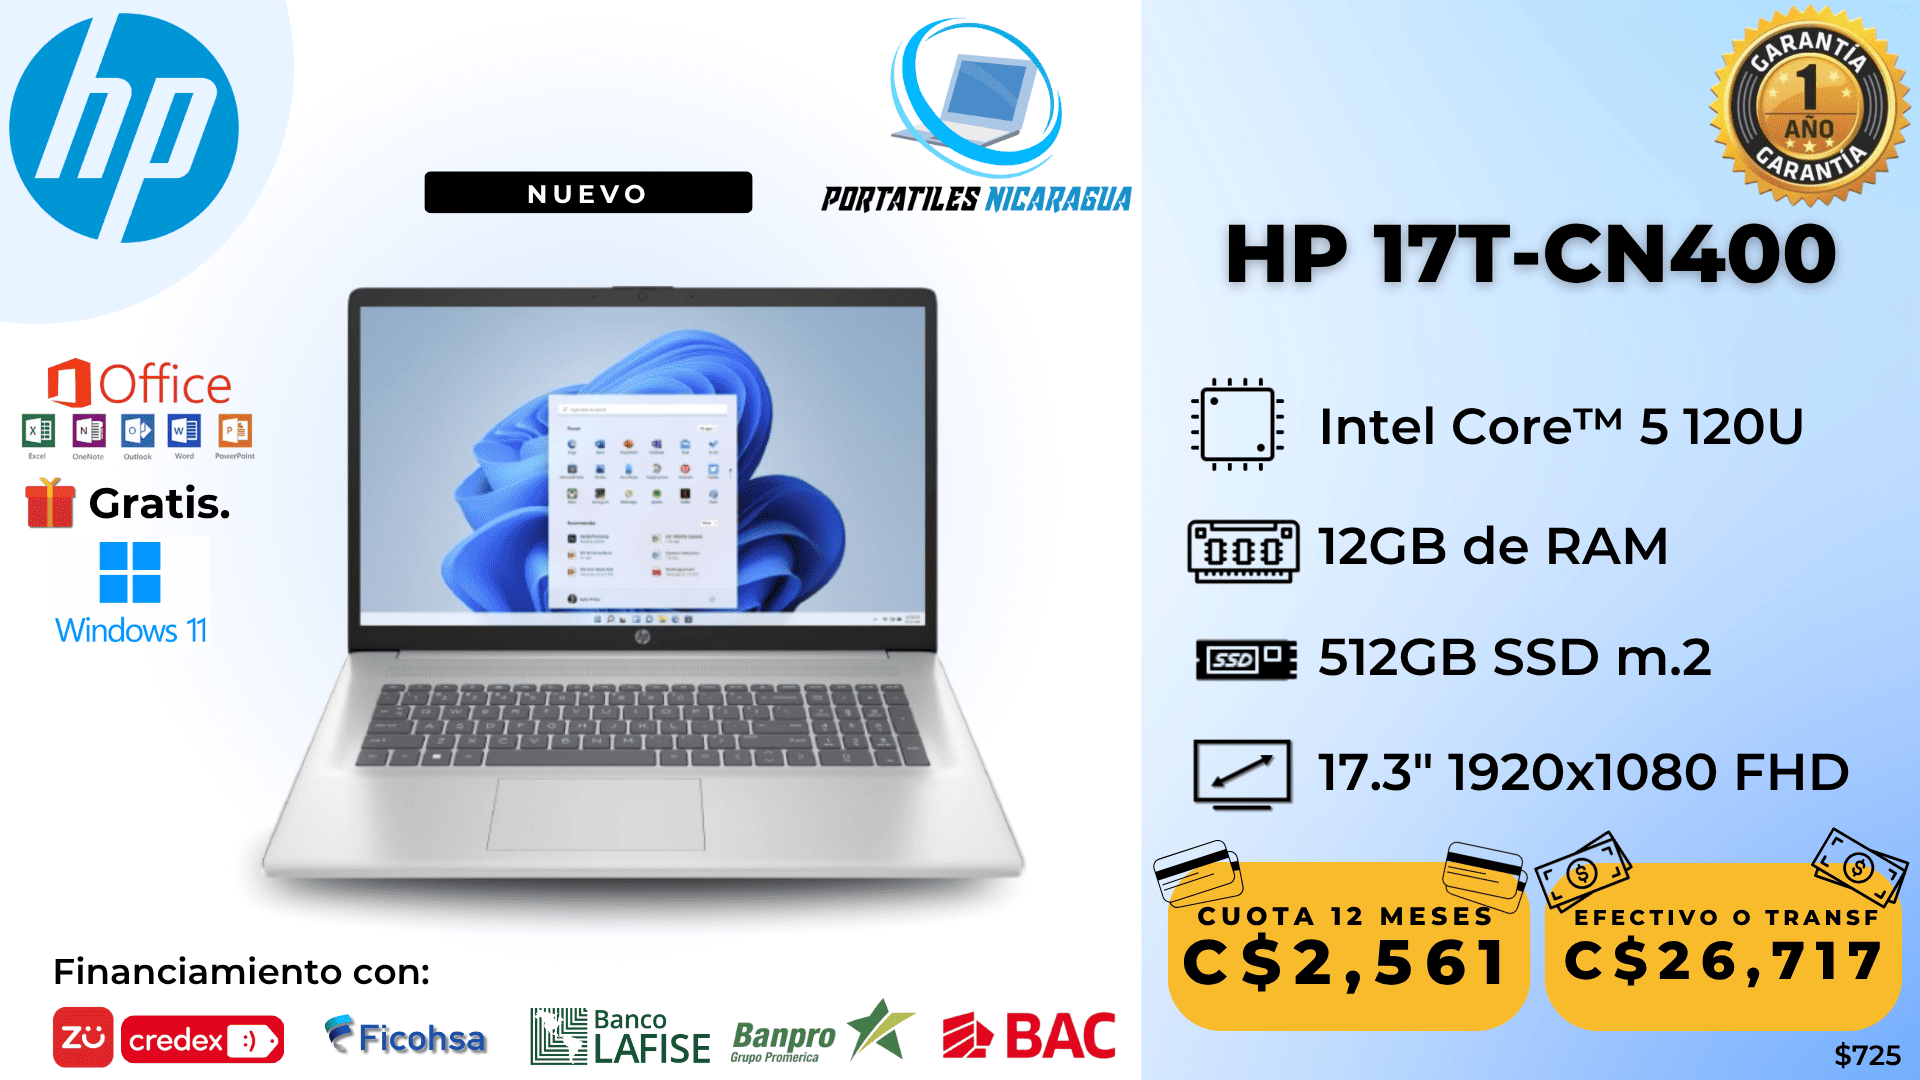 hp
NUEVO
PORTATILES NICARAGUA
GARANTÍA
1
AÑO
GARANTÍA
HP 17T-CN400
Office
Excel
OneNote
Outlook
Word
PowerPoint
Gratis.
Windows 11
Intel Core™ 5 120U
12GB de RAM
SSD
512GB SSD m.2
17.3" 1920x1080 FHD
CUOTA 12 MESES
C$2,561
EFECTIVO O TRANSF
C$26,717
$725
Financiamiento con:
ZU
credex
Ficohsa
Banco
LAFISE
Banpro
Grupo Promerica
BAC